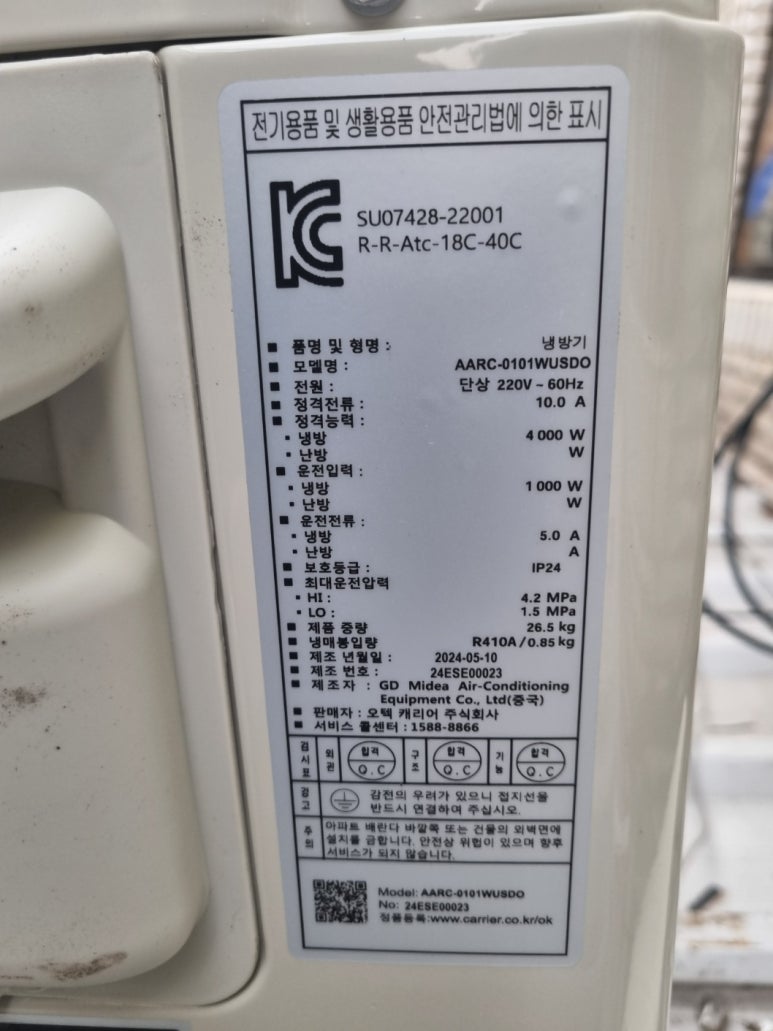 전기용품 및 생활용품 안전관리법에 의한 표시
SU07428-22001
R-R-Atc-18C-40C
■ 품명 및 형명 : 냉방기
■ 모델명 : AARC-0101WUSDO
■ 전원 : 단상 220V ~ 60Hz
■ 정격전류 : 10.0 A
■ 정격능력 :
• 냉방 4 000 W
• 난방 W
■ 운전입력 :
• 냉방 1 000 W
• 난방 W
■ 운전전류 :
• 냉방 5.0 A
• 난방 A
■ 보호등급 : IP24
■ 최대운전압력
• HI : 4.2 MPa
• LO : 1.5 MPa
■ 제품 중량 26.5 kg
■ 냉매봉입량 R410A / 0.85 kg
■ 제조 년월일 : 2024-05-10
■ 제조 번호 : 24ESE00023
■ 제조자 : GD Midea Air-Conditioning
Equipment Co., Ltd(중국)
■ 판매자 : 오텍 캐리어 주식회사
■ 서비스 콜센터 : 1588-8866
검사표 외관 합격 Q.C 구조 합격 Q.C 기능 합격 Q.C
경고 감전의 우려가 있으니 접지선을
반드시 연결하여 주십시오.
주의 아파트 배란다 바깥쪽 또는 건물의 외벽면에
설치를 금합니다. 안전상 위험이 있으며 향후
서비스가 되지 않습니다.
Model: AARC-0101WUSDO
No: 24ESE00023
정품등록:www.carrier.co.kr/ok